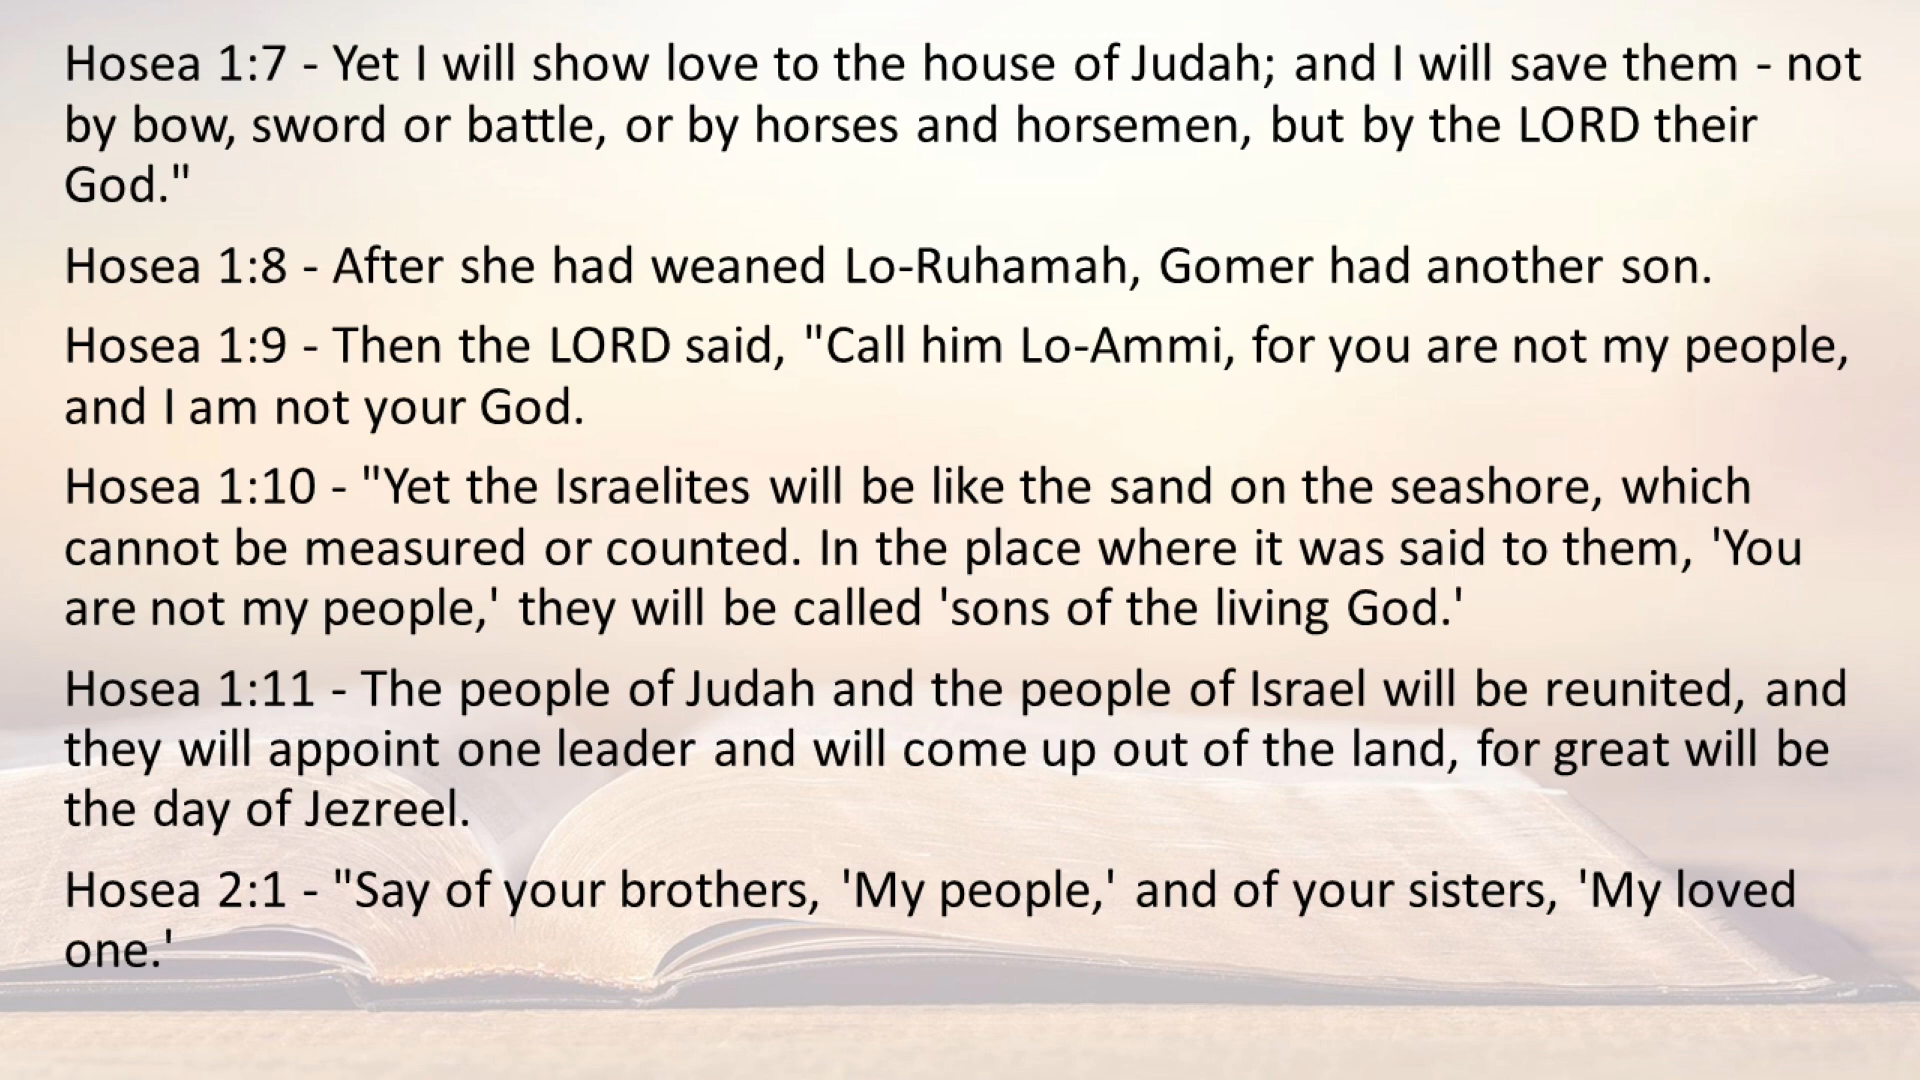 Hosea 1:7 - Yet I will show love to the house of Judah; and I will save them - not
by bow, sword or battle, or by horses and horsemen, but by the LORD their
God."
Hosea 1:8 - After she had weaned Lo-Ruhamah, Gomer had another son.
Hosea 1:9 - Then the LORD said, "Call him Lo-Ammi, for you are not my people,
and I am not your God.
Hosea 1:10 - "Yet the Israelites will be like the sand on the seashore, which
cannot be measured or counted. In the place where it was said to them, 'You
are not my people,' they will be called 'sons of the living God.'
Hosea 1:11 - The people of Judah and the people of Israel will be reunited, and
they will appoint one leader and will come up out of the land, for great will be
the day of Jezreel.
Hosea 2:1 - "Say of your brothers, 'My people,' and of your sisters, 'My loved
one.'